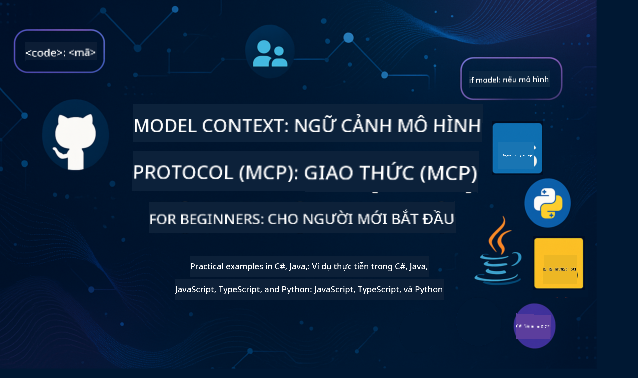 <code>: <mã>
if model: nếu mô hình
MODEL CONTEXT: NGỮ CẢNH MÔ HÌNH
PROTOCOL (MCP): GIAO THỨC (MCP)
FOR BEGINNERS: CHO NGƯỜI MỚI BẮT ĐẦU
Practical examples in C#, Java,: Ví dụ thực tiễn trong C#, Java,
JavaScript, TypeScript, and Python: JavaScript, TypeScript, và Python